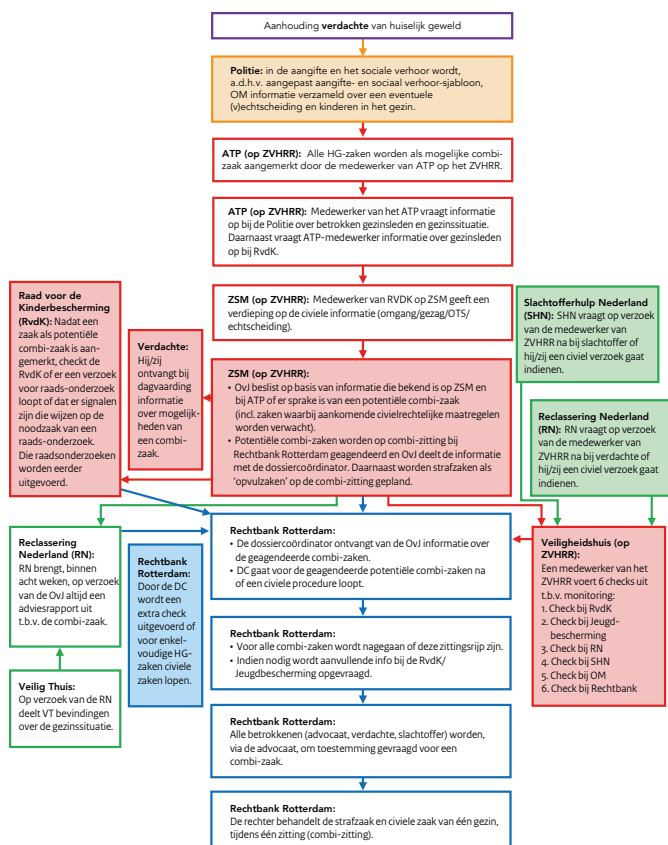 Aanhouding verdachte van huiselijk geweld
Politie: in de aangifte en het sociale verhoor wordt,
a.d.h.v. aangepast aangifte- en sociaal verhoor-sjabloon,
OM informatie verzameld over een eventuele
(v)echtscheiding en kinderen in het gezin.
ATP (op ZVHRR): Alle HG-zaken worden als mogelijke combi-
zaak aangemerkt door de medewerker van ATP op het ZVHRR.
ATP (op ZVHRR): Medewerker van het ATP vraagt informatie
op bij de Politie over betrokken gezinsleden en gezinssituatie.
Daarnaast vraagt ATP-medewerker informatie over gezinsleden
op bij RvdK.
ZSM (op ZVHRR): Medewerker van RVDK op ZSM geeft een
verdieping op de civiele informatie (omgang/gezag/OTS/
echtscheiding).
Raad voor de
Kinderbescherming
(RvdK): Nadat een
zaak als potentiële
combi-zaak is aan-
gemerkt, checkt de
RvdK of er een verzoek
voor raads-onderzoek
loopt of dat er signalen
zijn die wijzen op de
noodzaak van een
raads-onderzoek.
Die raadsonderzoeken
worden eerder
uitgevoerd.
Verdachte:
Hij/zij
ontvangt bij
dagvaarding
informatie
over mogelijk-
heden van
een combi-
zaak.
ZSM (op ZVHRR):
• OvJ beslist op basis van informatie die bekend is op ZSM en
bij ATP of er sprake is van een potentiële combi-zaak
(incl. zaken waarbij aankomende civielrechtelijke maatregelen
worden verwacht).
• Potentiële combi-zaken worden op combi-zitting bij
Rechtbank Rotterdam geagendeerd en OvJ deelt de informatie
met de dossiercoördinator. Daarnaast worden strafzaken als
'opvulzaken' op de combi-zitting gepland.
Slachtofferhulp Nederland
(SHN): SHN vraagt op verzoek
van de medewerker van
ZVHRR na bij slachtoffer of
hij/zij een civiel verzoek gaat
indienen.
Reclassering Nederland (RN):
RN vraagt op verzoek
van de medewerker van
ZVHRR na bij verdachte of
hij/zij een civiel verzoek gaat
indienen.
Reclassering
Nederland (RN):
RN brengt, binnen
acht weken, op verzoek
van de OvJ altijd een
adviesrapport uit
t.b.v. de combi-zaak.
Rechtbank
Rotterdam:
Door de DC
wordt een
extra check
uitgevoerd of
voor enkel-
voudige HG-
zaken civiele
zaken lopen.
Rechtbank Rotterdam:
• De dossiercoördinator ontvangt van de OvJ informatie over
de geagendeerde combi-zaken.
• DC gaat voor de geagendeerde potentiële combi-zaken na
of een civiele procedure loopt.
Veiligheidshuis (op
ZVHRR):
Een medewerker van het
ZVHRR voert 6 checks uit
t.b.v. monitoring:
1. Check bij RvdK
2. Check bij Jeugd-
bescherming
3. Check bij RN
4. Check bij SHN
5. Check bij OM
6. Check bij Rechtbank
Veilig Thuis:
Op verzoek van de RN
deelt VT bevindingen
over de gezinssituatie.
Rechtbank Rotterdam:
• Voor alle combi-zaken wordt nagegaan of deze zittingsrijp zijn.
• Indien nodig wordt aanvullende info bij de RvdK/
Jeugdbescherming opgevraagd.
Rechtbank Rotterdam:
Alle betrokkenen (advocaat, verdachte, slachtoffer) worden,
via de advocaat, om toestemming gevraagd voor een
combi-zaak.
Rechtbank Rotterdam:
De rechter behandelt de strafzaak en civiele zaak van één gezin,
tijdens één zitting (combi-zitting).